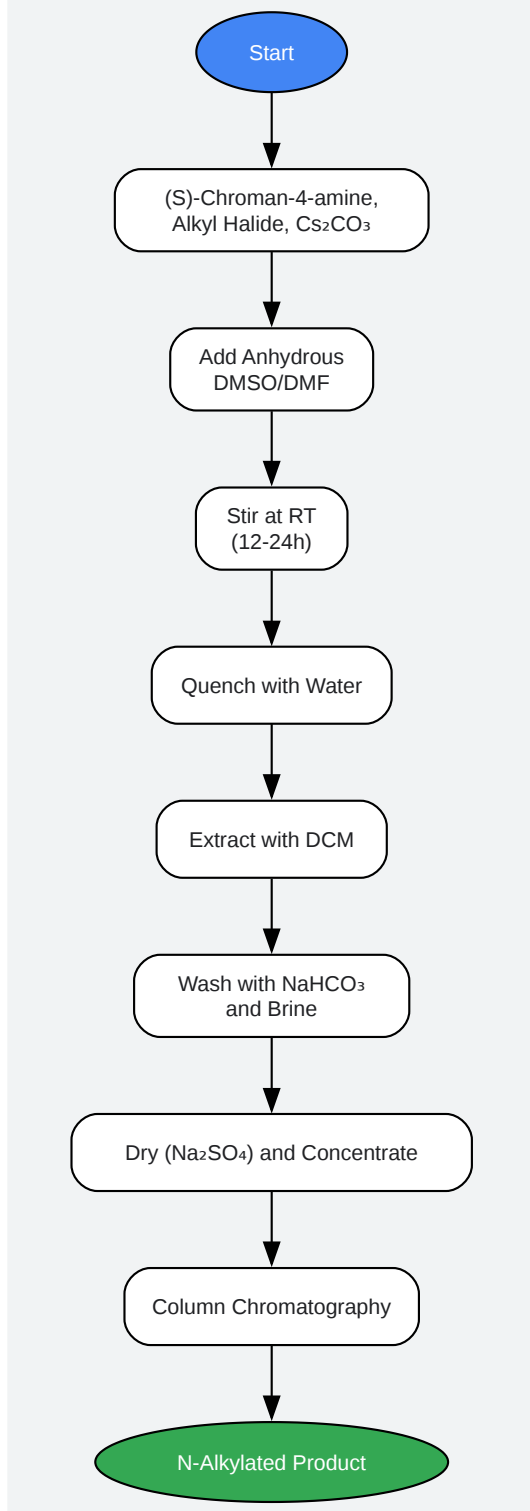 Start
(S)-Chroman-4-amine,
Alkyl Halide, Cs₂CO₃
Add Anhydrous
DMSO/DMF
Stir at RT
(12-24h)
Quench with Water
Extract with DCM
Wash with NaHCO₃
and Brine
Dry (Na₂SO₄) and Concentrate
Column Chromatography
N-Alkylated Product